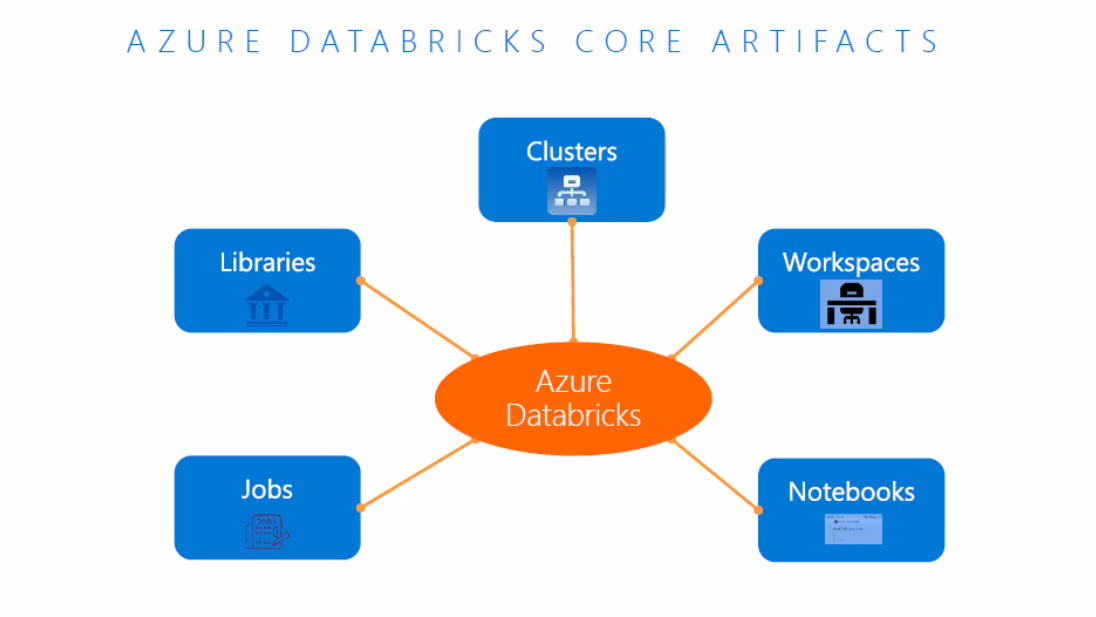 AZURE DATABRICKS CORE ARTIFACTS
Clusters
Libraries
Workspaces
Azure
Databricks
Jobs
Notebooks